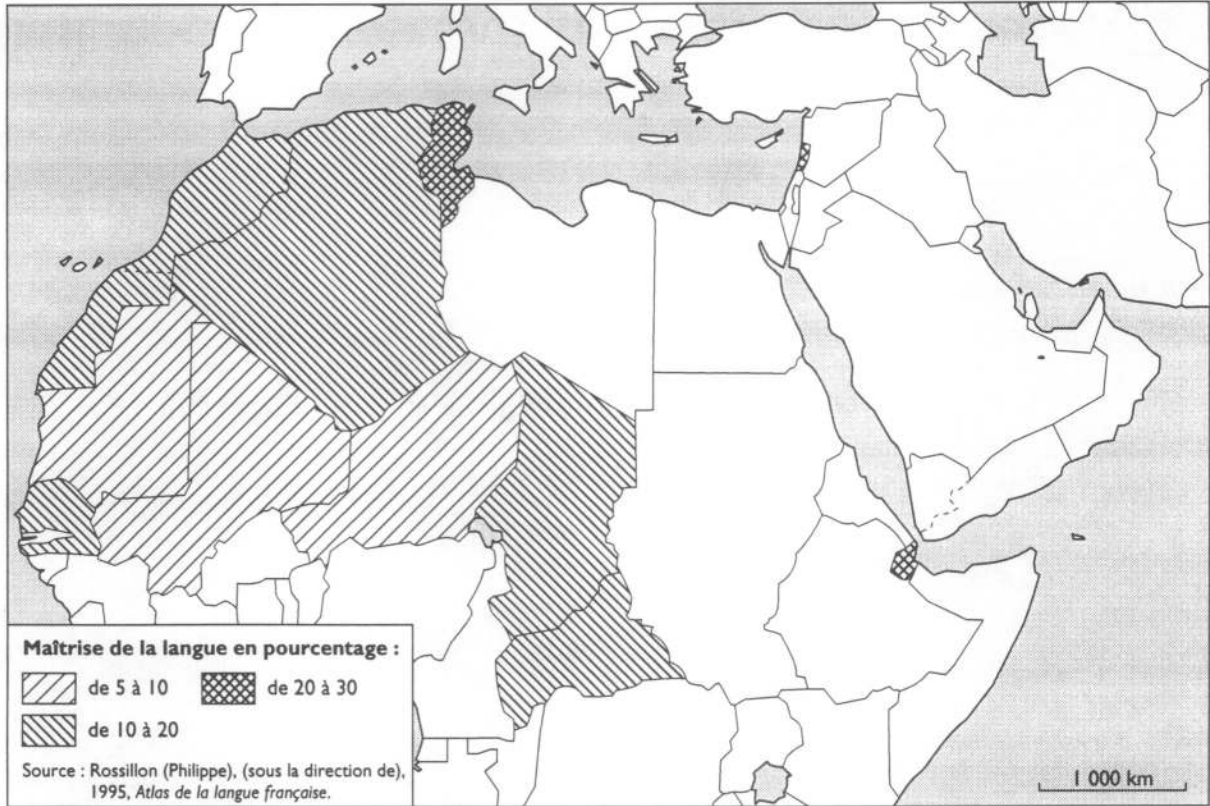 Maîtrise de la langue en pourcentage :
de 5 à 10
de 20 à 30
de 10 à 20
Source : Rossillon (Philippe), (sous la direction de),
1995, Atlas de la langue française.
1 000 km